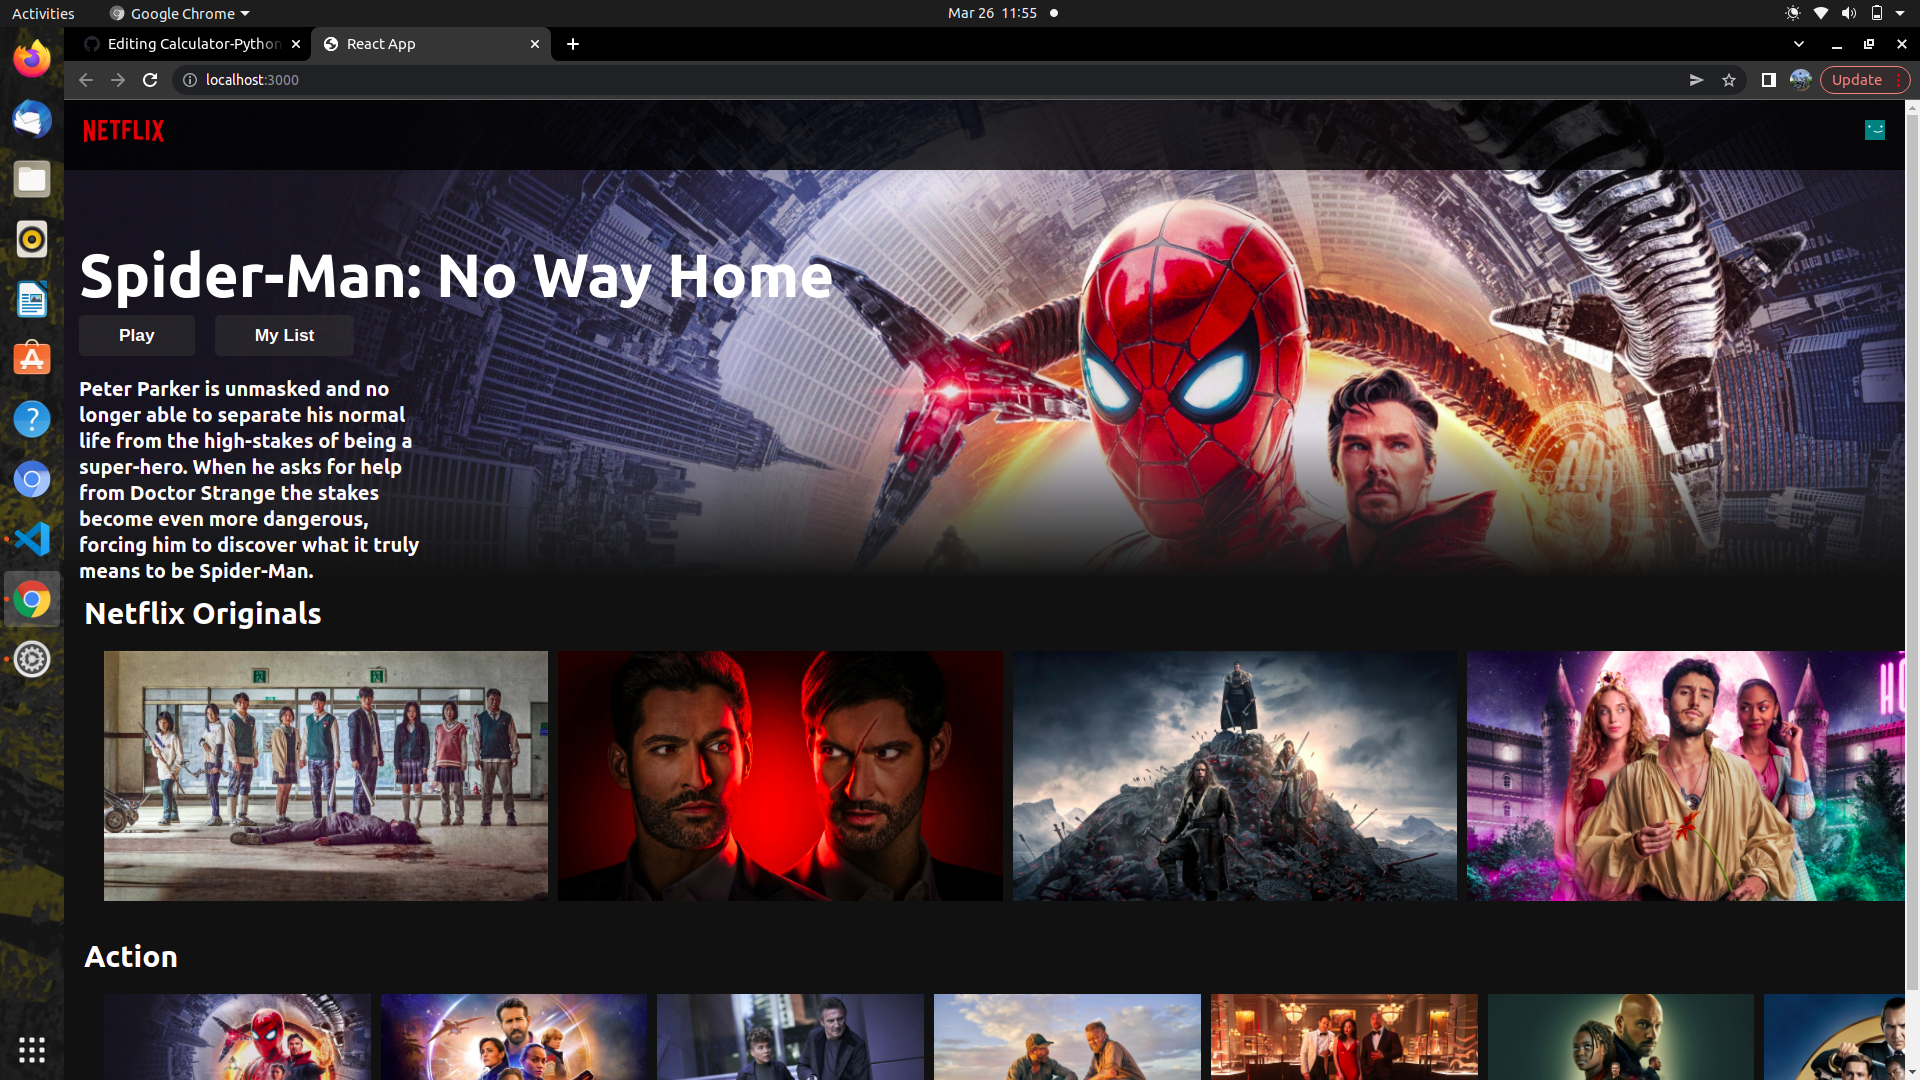 Activities
Google Chrome
Mar 26 11:55
Editing Calculator-Python
React App
localhost:3000
Update
NETFLIX
Spider-Man: No Way Home
Play
My List
Peter Parker is unmasked and no
longer able to separate his normal
life from the high-stakes of being a
super-hero. When he asks for help
from Doctor Strange the stakes
become even more dangerous,
forcing him to discover what it truly
means to be Spider-Man.
Netflix Originals
Action